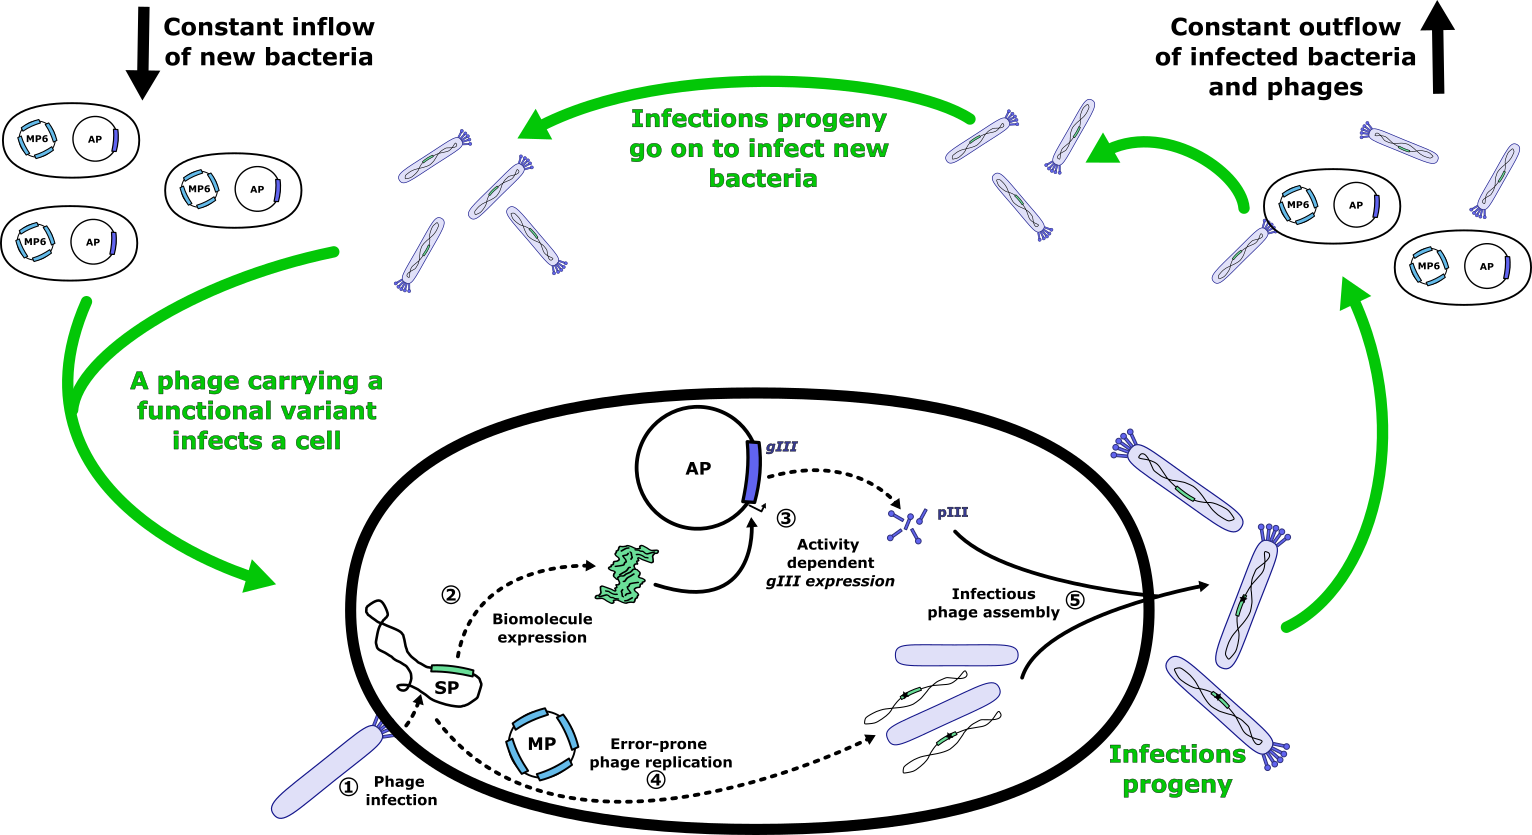 Constant inflow
of new bacteria
Constant outflow
of infected bacteria
and phages
MP6
AP
MP6
AP
MP6
AP
Infections progeny
go on to infect new
bacteria
MP6
AP
MP6
AP
A phage carrying a
functional variant
infects a cell
AP
gIII
③
pIII
Activity
dependent
gIII expression
②
Biomolecule
expression
Infectious
phage assembly
⑤
SP
MP
Error-prone
phage replication
④
①
Phage
infection
Infections
progeny